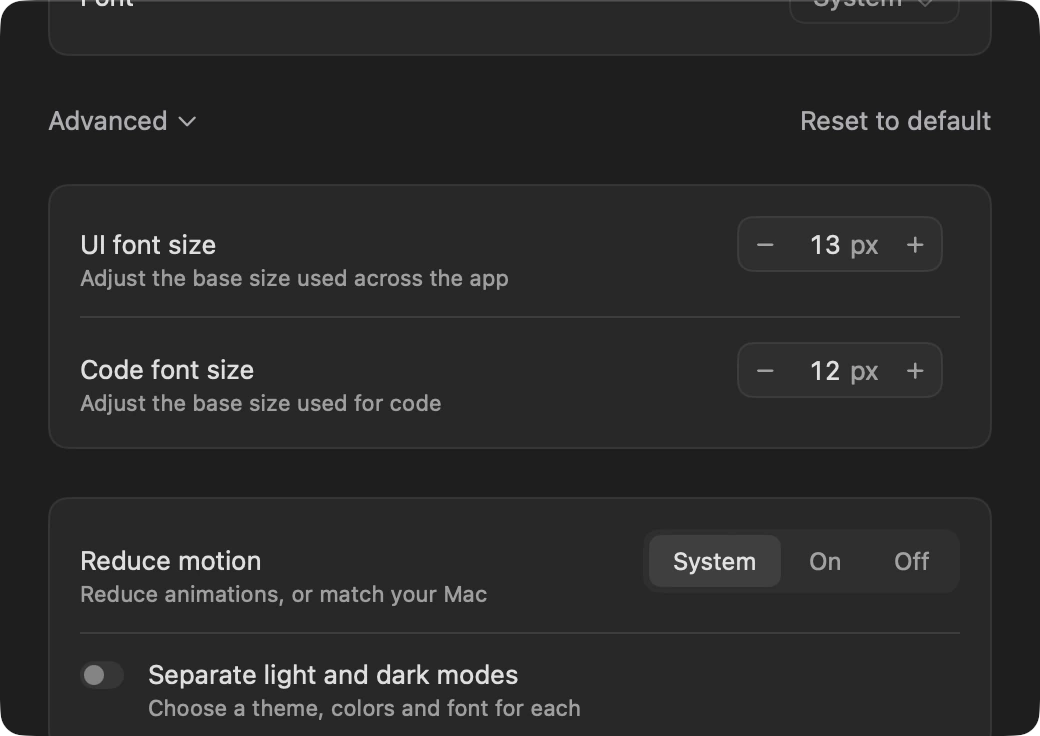 Font
System
Advanced
Reset to default
UI font size
13 px
Adjust the base size used across the app
Code font size
12 px
Adjust the base size used for code
Reduce motion
System On Off
Reduce animations, or match your Mac
Separate light and dark modes
Choose a theme, colors and font for each